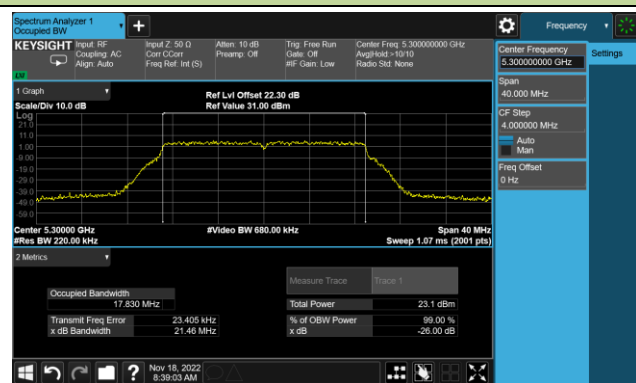 Spectrum Analyzer 1
Occupied BW
+
Frequency
KEYSIGHT
Input: RF
Coupling: AC
Align: Auto
Input Z: 50 Ω
Corr CCorr
Freq Ref: Int (S)
Atten: 10 dB
Preamp: Off
Trig: Free Run
Gate: Off
#IF Gain: Low
Center Freq: 5.300000000 GHz
Avg|Hold:>10/10
Radio Std: None
Center Frequency
5.300000000 GHz
Settings
Span
40.000 MHz
CF Step
4.000000 MHz
Auto
Man
Freq Offset
0 Hz
1 Graph
Scale/Div 10.0 dB
Ref Lvl Offset 22.30 dB
Ref Value 31.00 dBm
Log
21.0
11.0
1.00
-9.00
-19.0
-29.0
-39.0
-49.0
-59.0
Center 5.30000 GHz
#Res BW 220.00 kHz
#Video BW 680.00 kHz
Span 40 MHz
Sweep 1.07 ms (2001 pts)
2 Metrics
Measure Trace
Trace 1
Occupied Bandwidth
17.830 MHz
Total Power
23.1 dBm
Transmit Freq Error
23.405 kHz
% of OBW Power
99.00 %
x dB Bandwidth
21.46 MHz
x dB
-26.00 dB
?
Nov 18, 2022
8:39:03 AM